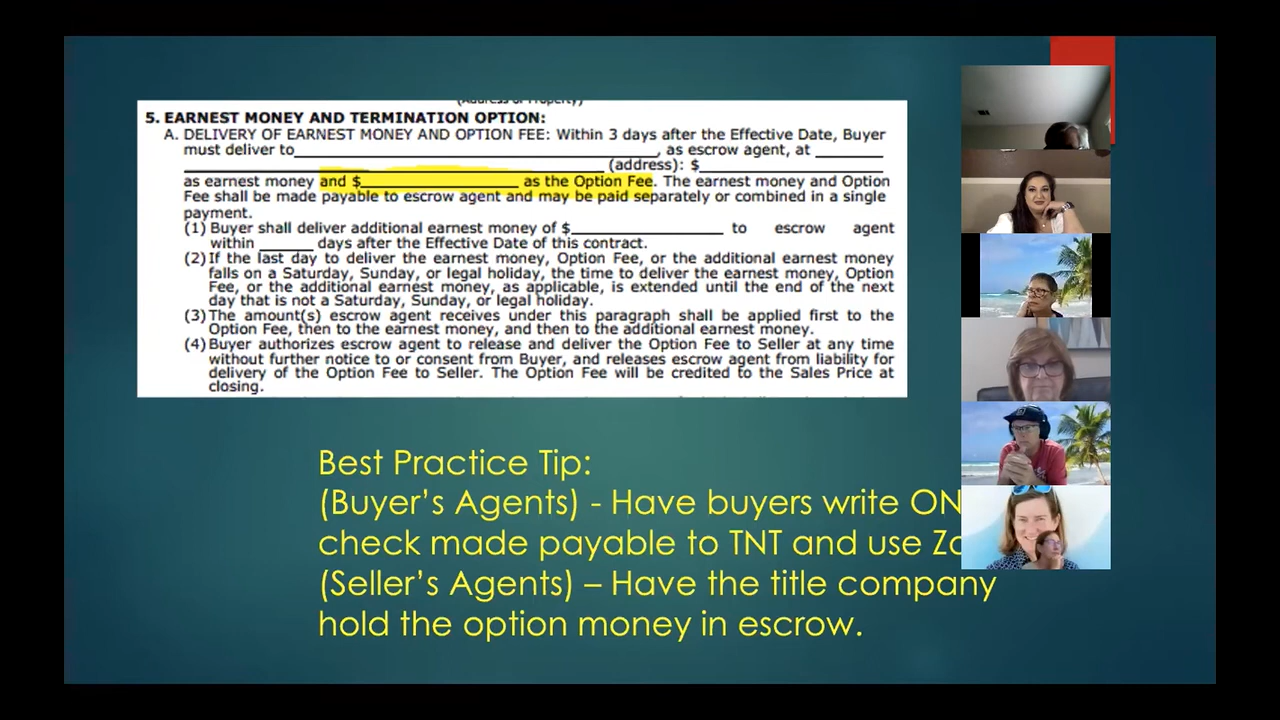 (Address of Property)
5. EARNEST MONEY AND TERMINATION OPTION:
A. DELIVERY OF EARNEST MONEY AND OPTION FEE: Within 3 days after the Effective Date, Buyer
must deliver to____________________, as escrow agent, at ________
____________________ (address): $____________________
as earnest money and $____________________ as the Option Fee. The earnest money and Option
Fee shall be made payable to escrow agent and may be paid separately or combined in a single
payment.
(1) Buyer shall deliver additional earnest money of $____________________ to escrow agent
within _______ days after the Effective Date of this contract.
(2) If the last day to deliver the earnest money, Option Fee, or the additional earnest money
falls on a Saturday, Sunday, or legal holiday, the time to deliver the earnest money, Option
Fee, or the additional earnest money, as applicable, is extended until the end of the next
day that is not a Saturday, Sunday, or legal holiday.
(3) The amount(s) escrow agent receives under this paragraph shall be applied first to the
Option Fee, then to the earnest money, and then to the additional earnest money.
(4) Buyer authorizes escrow agent to release and deliver the Option Fee to Seller at any time
without further notice to or consent from Buyer, and releases escrow agent from liability for
delivery of the Option Fee to Seller. The Option Fee will be credited to the Sales Price at
closing.
Best Practice Tip:
(Buyer’s Agents) - Have buyers write
check made payable to TNT and use
(Seller’s Agents) – Have the title company
hold the option money in escrow.